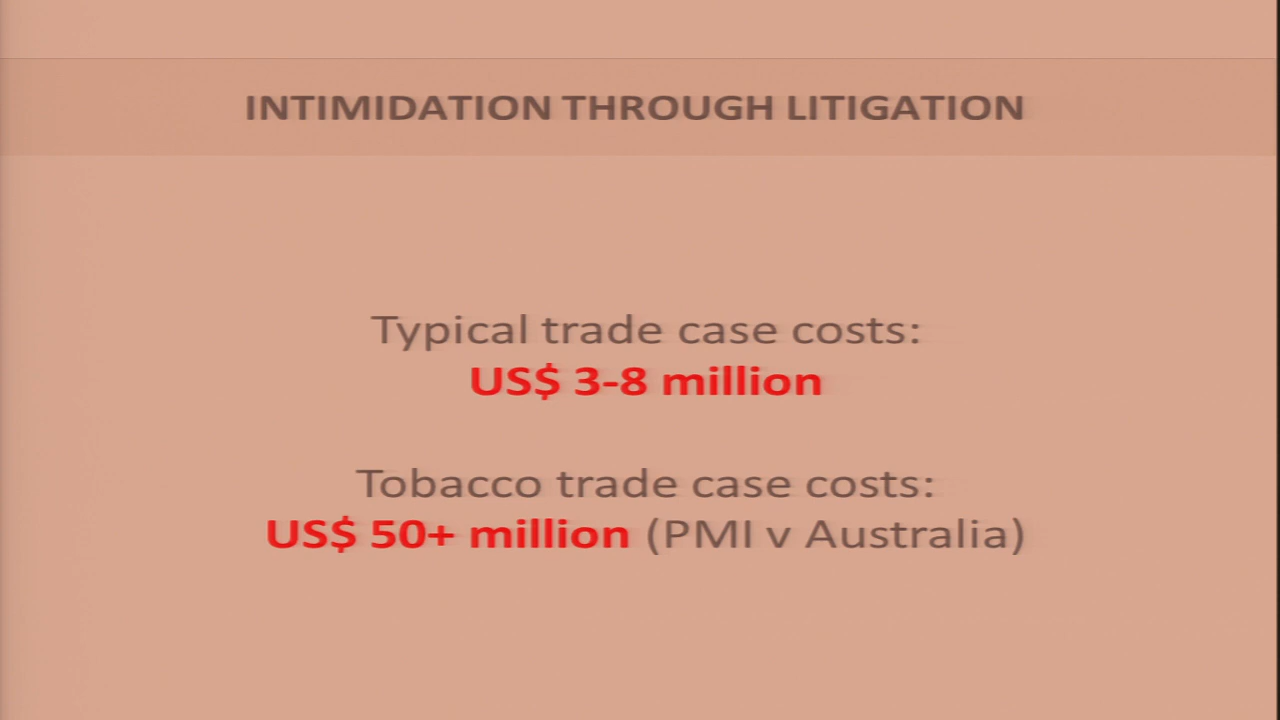 INTIMIDATION THROUGH LITIGATION
Typical trade case costs:
US$ 3-8 million
Tobacco trade case costs:
US$ 50+ million (PMI v Australia)